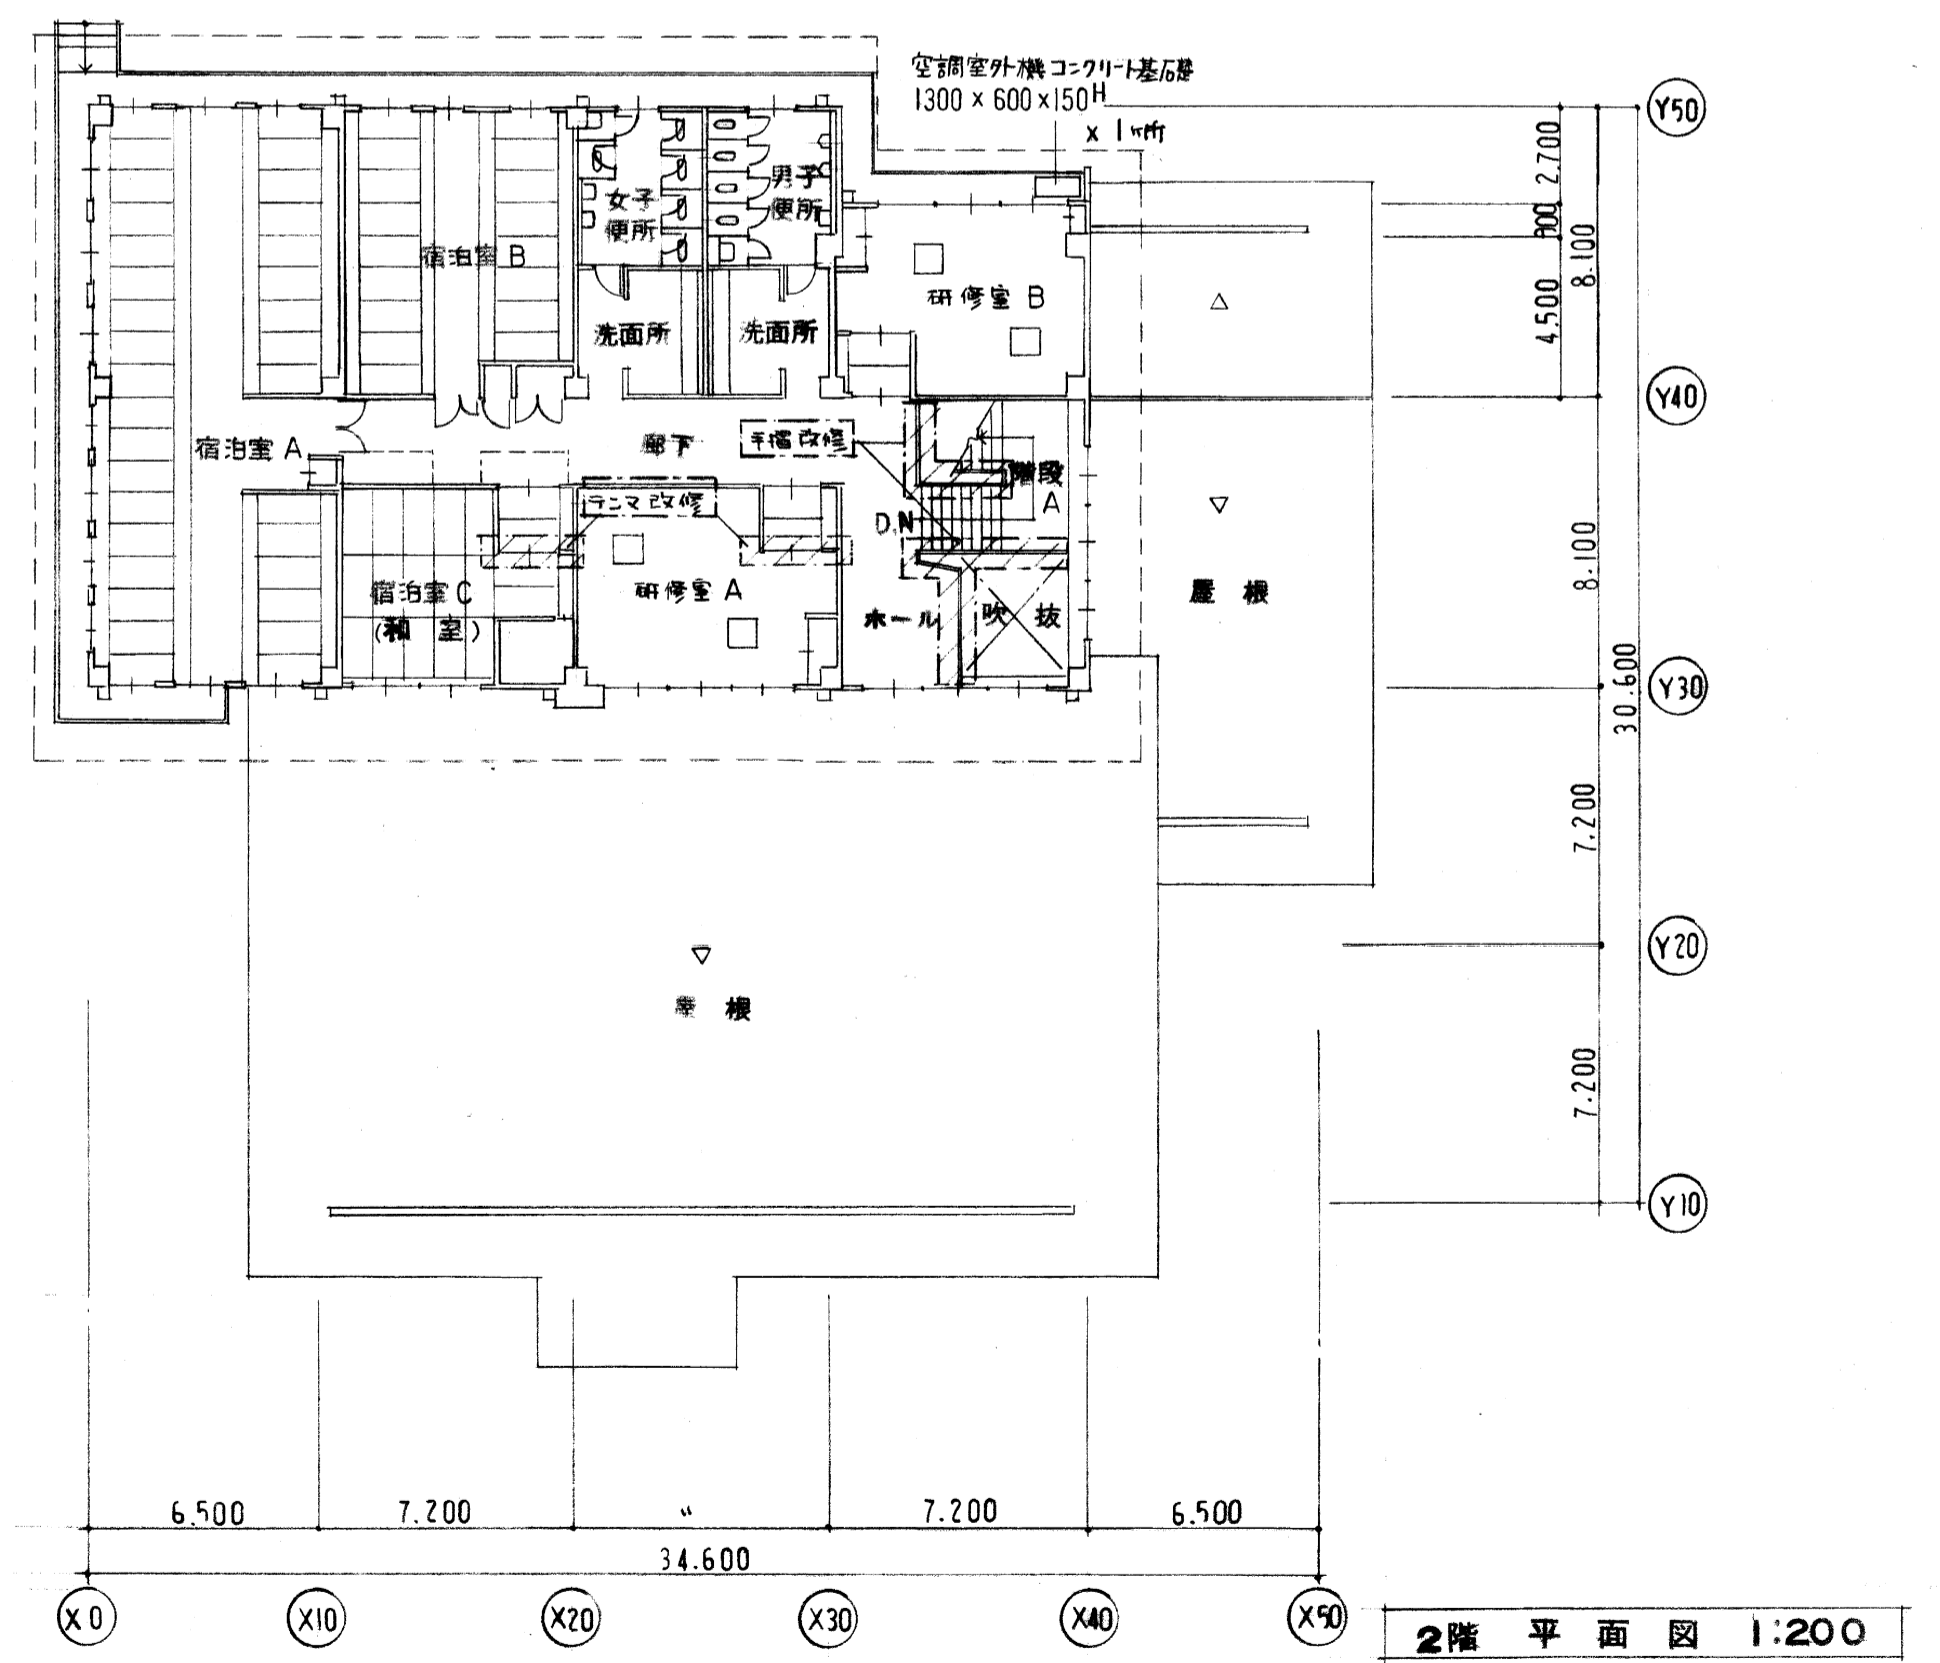 空調室外機コンクリート基礎
1300 × 600 × 150H
× 1ヶ所
Y50
2.700
900
8.100
4.500
男子
便所
女子
便所
宿泊室 B
研修室 B
洗面所
洗面所
Y40
宿泊室 A
廊下
手摺改修
階段
A
D.N
テンマ改修
8.100
宿泊室 C
(和 室)
研修室 A
ホール
吹 抜
屋 根
30.600
Y30
7.200
Y20
屋 根
7.200
Y10
6.500
7.200
〃
7.200
6.500
34.600
X0
X10
X20
X30
X40
X50
2階 平 面 図 1:200